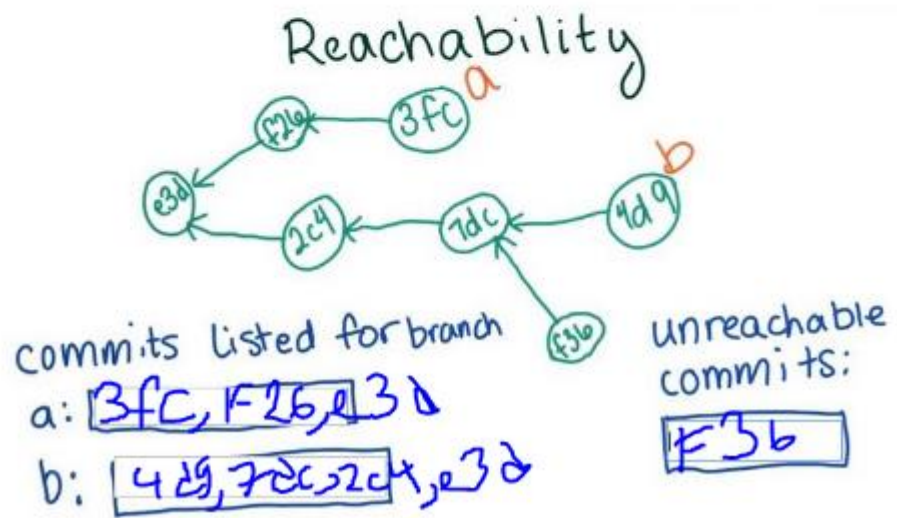 Reachability
a
f26
3fc
b
e3d
2c4
7dc
4d9
f36
commits listed for branch
unreachable
commits:
a: 3fC, F26, e3d
b: 4d9, 7dc, 2c4, e3d
F36